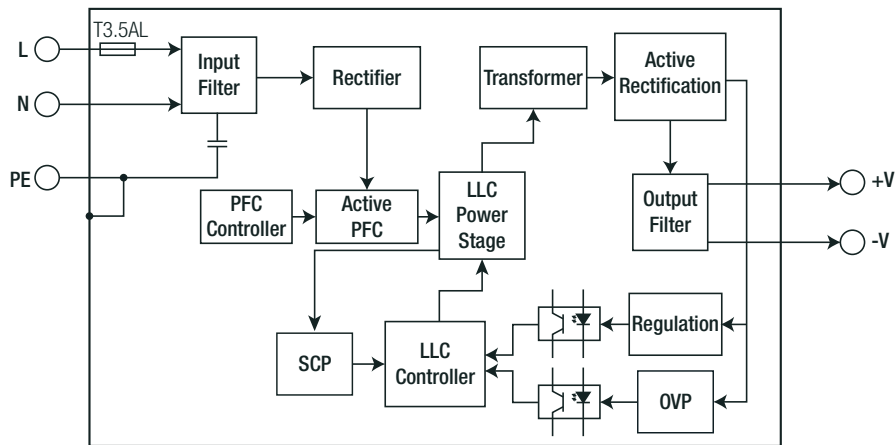 T3.5AL
L
N
PE
Input
Filter
Rectifier
Transformer
Active
Rectification
PFC
Controller
Active
PFC
LLC
Power
Stage
Output
Filter
+V
-V
SCP
LLC
Controller
Regulation
OVP